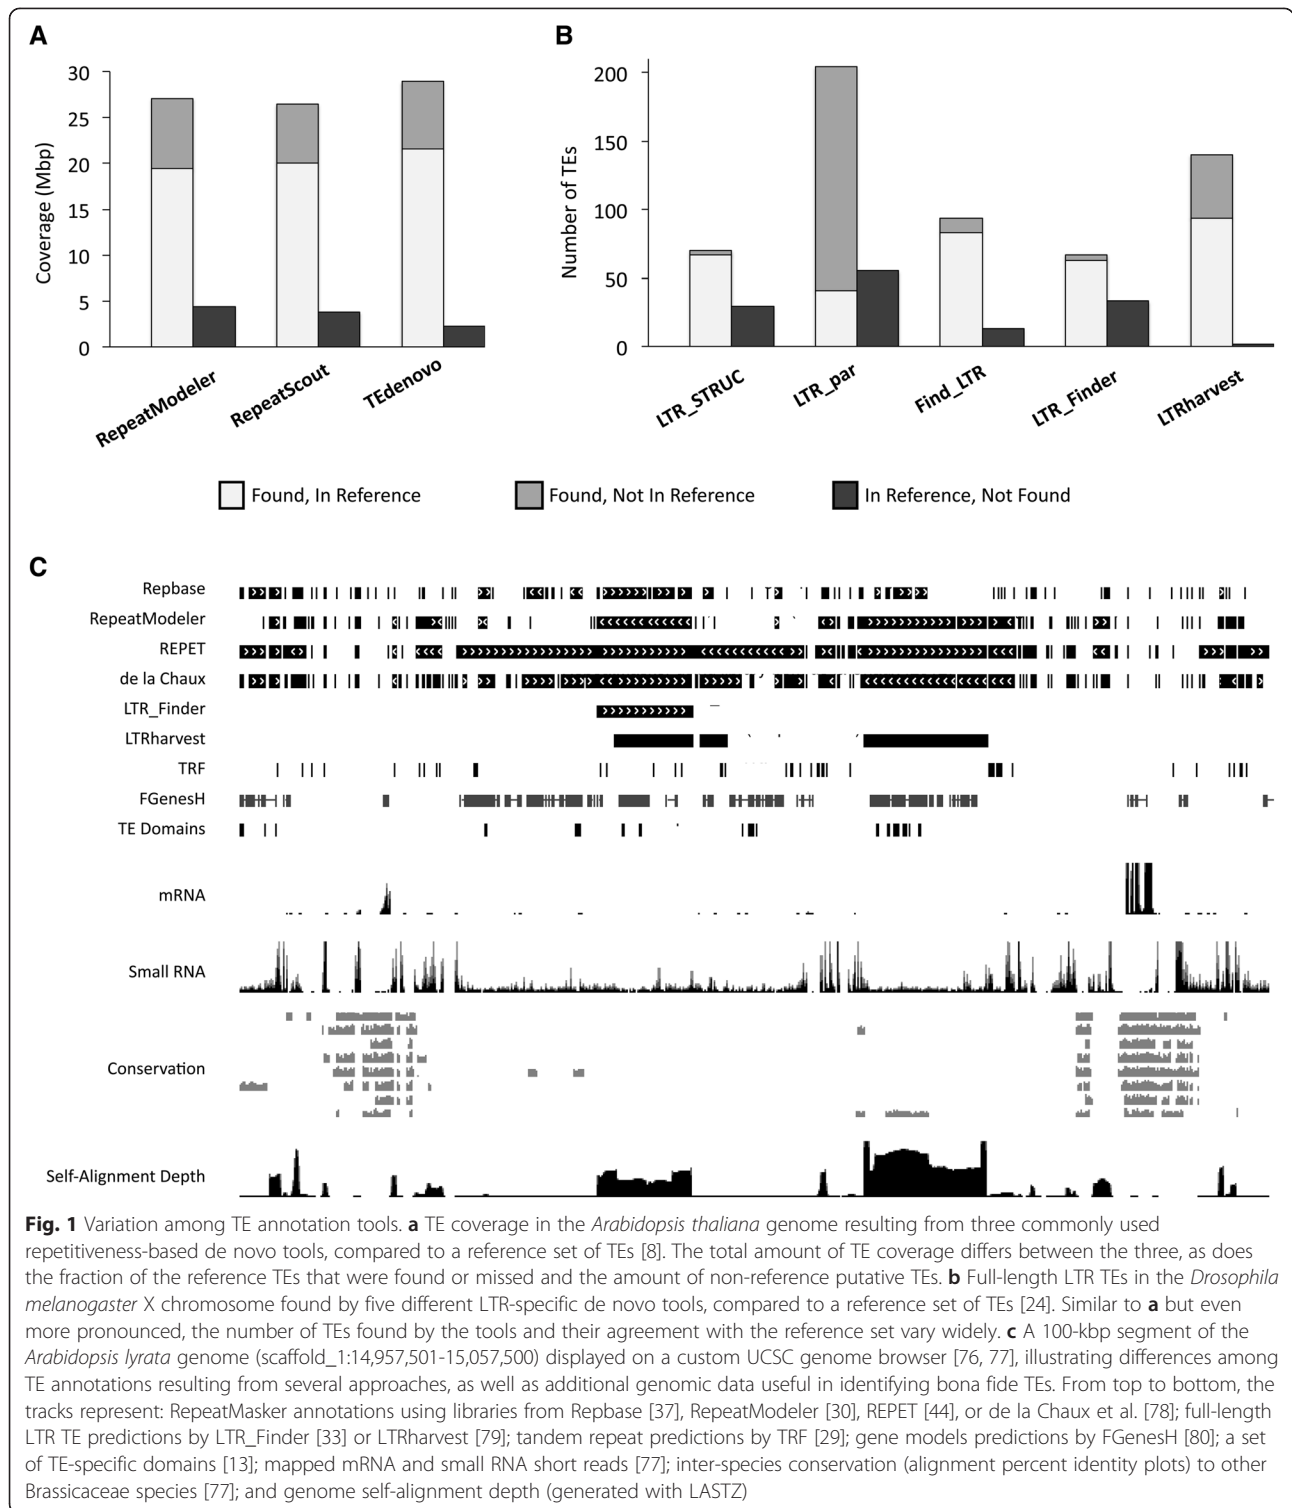 A
B
30
25
20
15
10
5
0
Coverage (Mbp)
RepeatModeler
RepeatScout
TEdenovo
200
150
100
50
0
Number of TEs
LTR_STRUC
LTR_par
Find_LTR
LTR_Finder
LTRharvest
Found, In Reference
Found, Not In Reference
In Reference, Not Found
C
Repbase
RepeatModeler
REPET
de la Chaux
LTR_Finder
LTRharvest
TRF
FGenesH
TE Domains
mRNA
Small RNA
Conservation
Self-Alignment Depth
Fig. 1 Variation among TE annotation tools. a TE coverage in the Arabidopsis thaliana genome resulting from three commonly used
repetitiveness-based de novo tools, compared to a reference set of TEs [8]. The total amount of TE coverage differs between the three, as does
the fraction of the reference TEs that were found or missed and the amount of non-reference putative TEs. b Full-length LTR TEs in the Drosophila
melanogaster X chromosome found by five different LTR-specific de novo tools, compared to a reference set of TEs [24]. Similar to a but even
more pronounced, the number of TEs found by the tools and their agreement with the reference set vary widely. c A 100-kbp segment of the
Arabidopsis lyrata genome (scaffold_1:14,957,501-15,057,500) displayed on a custom UCSC genome browser [76, 77], illustrating differences among
TE annotations resulting from several approaches, as well as additional genomic data useful in identifying bona fide TEs. From top to bottom, the
tracks represent: RepeatMasker annotations using libraries from Repbase [37], RepeatModeler [30], REPET [44], or de la Chaux et al. [78]; full-length
LTR TE predictions by LTR_Finder [33] or LTRharvest [79]; tandem repeat predictions by TRF [29]; gene models predictions by FGenesH [80]; a set
of TE-specific domains [13]; mapped mRNA and small RNA short reads [77]; inter-species conservation (alignment percent identity plots) to other
Brassicaceae species [77]; and genome self-alignment depth (generated with LASTZ)